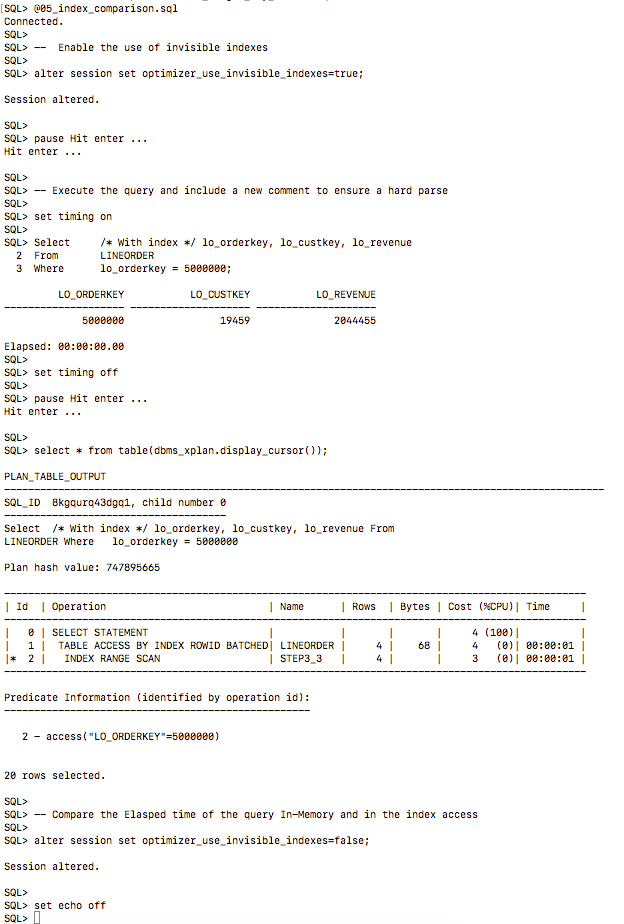 SQL> @05_index_comparison.sql
Connected.
SQL>
SQL> --  Enable the use of invisible indexes
SQL>
SQL> alter session set optimizer_use_invisible_indexes=true;
Session altered.
SQL>
SQL> pause Hit enter ...
Hit enter ...
SQL>
SQL> -- Execute the query and include a new comment to ensure a hard parse
SQL>
SQL> set timing on
SQL>
SQL> Select     /* With index */ lo_orderkey, lo_custkey, lo_revenue
  2  From       LINEORDER
  3  Where      lo_orderkey = 5000000;
         LO_ORDERKEY           LO_CUSTKEY           LO_REVENUE
-------------------- -------------------- --------------------
             5000000                19459              2044455
Elapsed: 00:00:00.00
SQL>
SQL> set timing off
SQL>
SQL> pause Hit enter ...
Hit enter ...
SQL>
SQL> select * from table(dbms_xplan.display_cursor());
PLAN_TABLE_OUTPUT
----------------------------------------------------------------------------------------------------
SQL_ID  8kgqurq43dgq1, child number 0
-------------------------------------
Select  /* With index */ lo_orderkey, lo_custkey, lo_revenue From
LINEORDER Where   lo_orderkey = 5000000
Plan hash value: 747895665
-------------------------------------------------------------------------------------------------
| Id  | Operation                           | Name      | Rows  | Bytes | Cost (%CPU)| Time     |
-------------------------------------------------------------------------------------------------
|   0 | SELECT STATEMENT                    |           |       |       |     4 (100)|          |
|   1 |  TABLE ACCESS BY INDEX ROWID BATCHED| LINEORDER |     4 |    68 |     4   (0)| 00:00:01 |
|*  2 |   INDEX RANGE SCAN                  | STEP3_3   |     4 |       |     3   (0)| 00:00:01 |
-------------------------------------------------------------------------------------------------
Predicate Information (identified by operation id):
---------------------------------------------------
   2 - access("LO_ORDERKEY"=5000000)
20 rows selected.
SQL>
SQL> -- Compare the Elasped time of the query In-Memory and in the index access
SQL>
SQL> alter session set optimizer_use_invisible_indexes=false;
Session altered.
SQL>
SQL> set echo off
SQL>